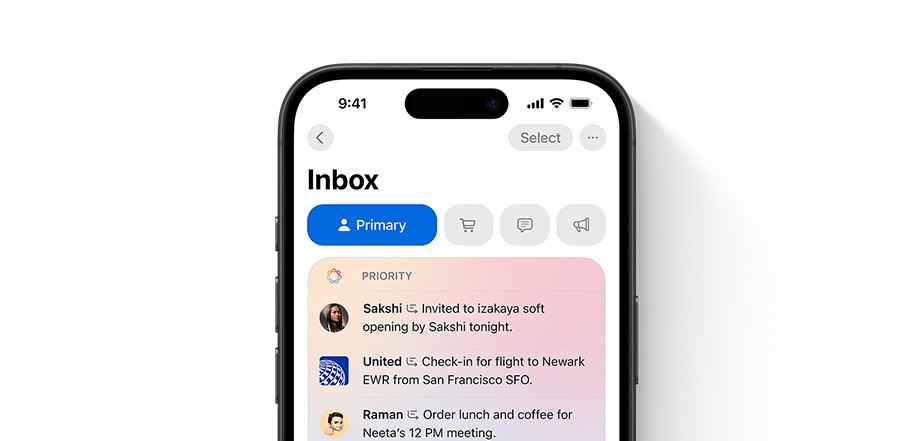 9:41
Select
Inbox
Primary
PRIORITY
Sakshi Invited to izakaya soft
opening by Sakshi tonight.
United Check-in for flight to Newark
EWR from San Francisco SFO.
Raman Order lunch and coffee for
Neeta’s 12 PM meeting.